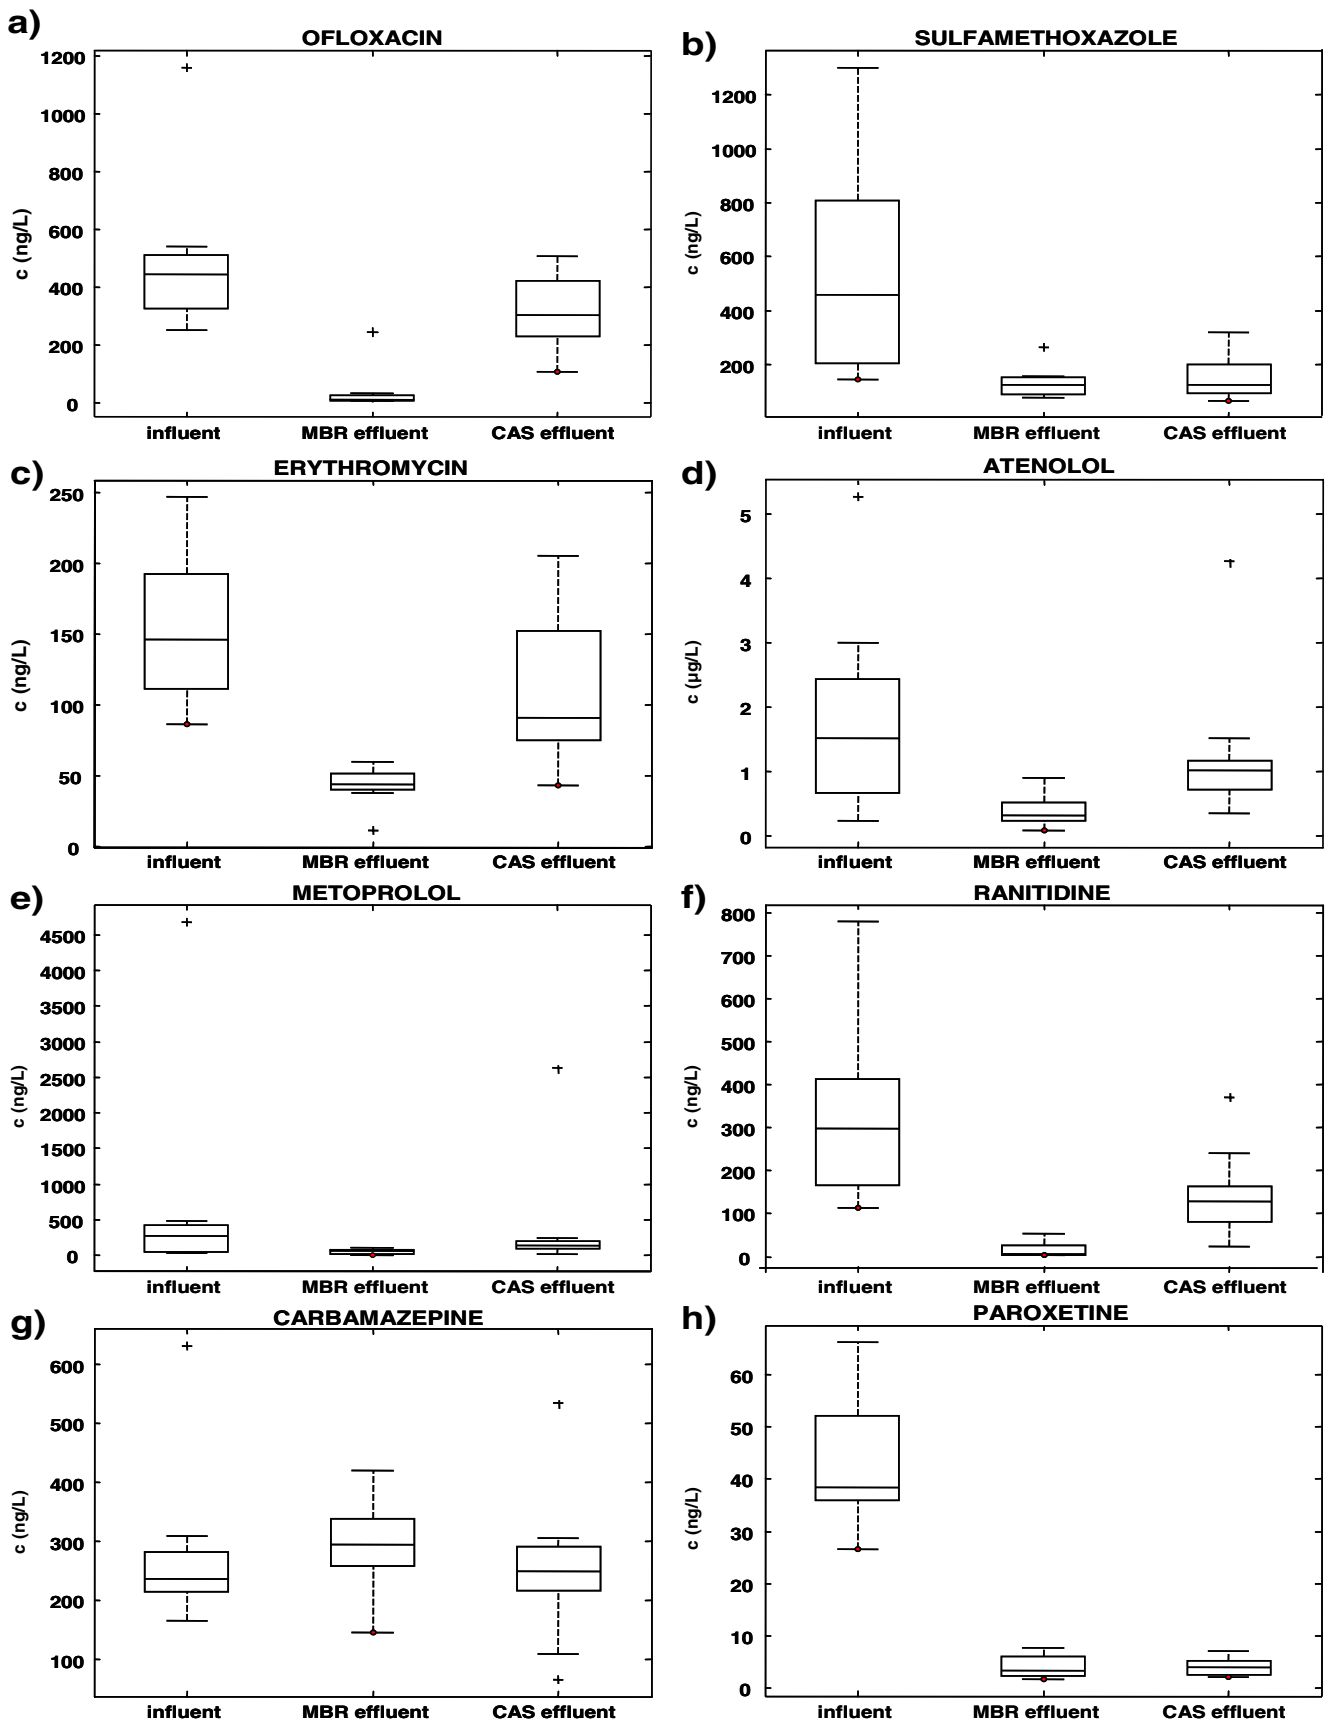 a)
OFLOXACIN
1200
1000
800
600
400
200
0
c (ng/L)
influent MBR effluent CAS effluent
b)
SULFAMETHOXAZOLE
1200
1000
800
600
400
200
c (ng/L)
influent MBR effluent CAS effluent
c)
ERYTHROMYCIN
250
200
150
100
50
0
c (ng/L)
influent MBR effluent CAS effluent
d)
ATENOLOL
5
4
3
2
1
0
c (µg/L)
influent MBR effluent CAS effluent
e)
METOPROLOL
4500
4000
3500
3000
2500
2000
1500
1000
500
0
c (ng/L)
influent MBR effluent CAS effluent
f)
RANITIDINE
800
700
600
500
400
300
200
100
0
c (ng/L)
influent MBR effluent CAS effluent
g)
CARBAMAZEPINE
600
500
400
300
200
100
c (ng/L)
influent MBR effluent CAS effluent
h)
PAROXETINE
60
50
40
30
20
10
0
c (ng/L)
influent MBR effluent CAS effluent